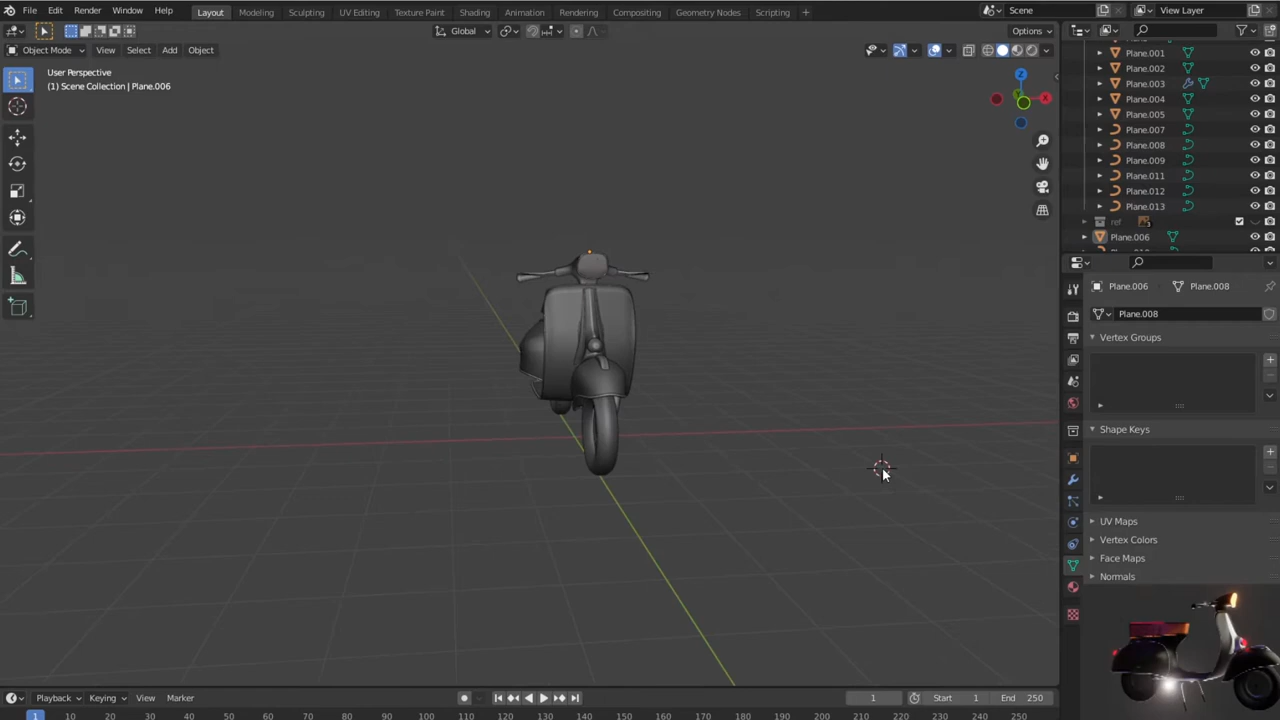 File Edit Render Window Help Layout Modeling Sculpting UV Editing Texture Paint Shading Animation Rendering Compositing Geometry Nodes Scripting + Scene View Layer
Global Options
Object Mode View Select Add Object
User Perspective
(1) Scene Collection | Plane.006
Z
X
Plane.001
Plane.002
Plane.003
Plane.004
Plane.005
Plane.007
Plane.008
Plane.009
Plane.011
Plane.012
Plane.013
ref
Plane.006
Plane.006 Plane.008
Plane.008
Vertex Groups
Shape Keys
UV Maps
Vertex Colors
Face Maps
Normals
Playback Keying View Marker 1 Start 1 End 250
1 10 20 30 40 50 60 70 80 90 100 110 120 130 140 150 160 170 180 190 200 210 220 230 240 250